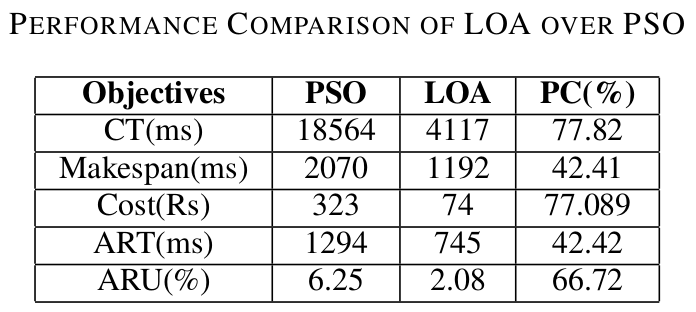 PERFORMANCE COMPARISON OF LOA OVER PSO
Objectives PSO LOA PC(%)
CT(ms) 18564 4117 77.82
Makespan(ms) 2070 1192 42.41
Cost(Rs) 323 74 77.089
ART(ms) 1294 745 42.42
ARU(%) 6.25 2.08 66.72